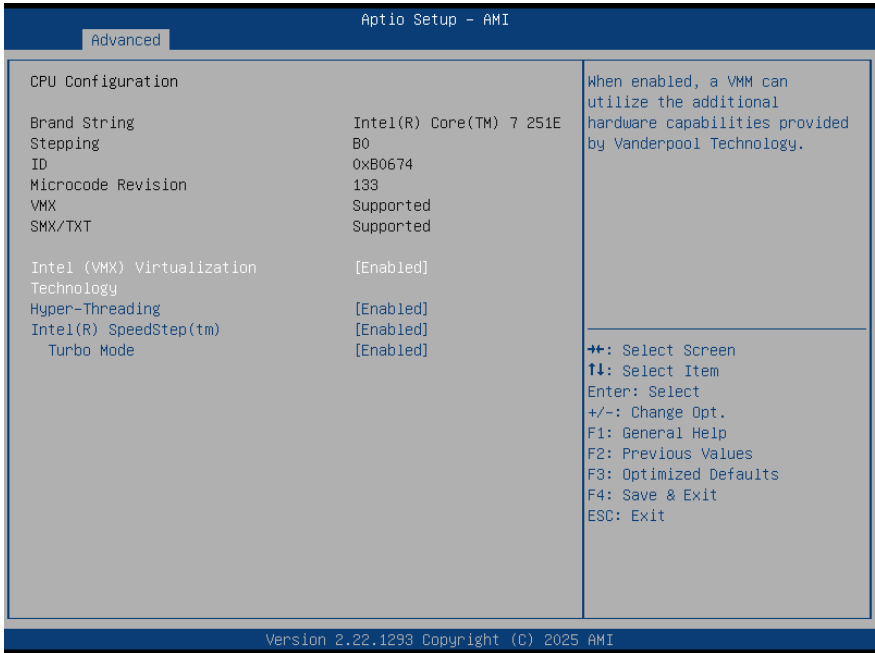 Aptio Setup – AMI
Advanced
CPU Configuration
Brand String Intel(R) Core(TM) 7 251E
Stepping B0
ID 0xB0674
Microcode Revision 133
VMX Supported
SMX/TXT Supported
Intel (VMX) Virtualization [Enabled]
Technology
Hyper-Threading [Enabled]
Intel(R) SpeedStep(tm) [Enabled]
Turbo Mode [Enabled]
When enabled, a VMM can
utilize the additional
hardware capabilities provided
by Vanderpool Technology.
→←: Select Screen
↑↓: Select Item
Enter: Select
+/-: Change Opt.
F1: General Help
F2: Previous Values
F3: Optimized Defaults
F4: Save & Exit
ESC: Exit
Version 2.22.1293 Copyright (C) 2025 AMI